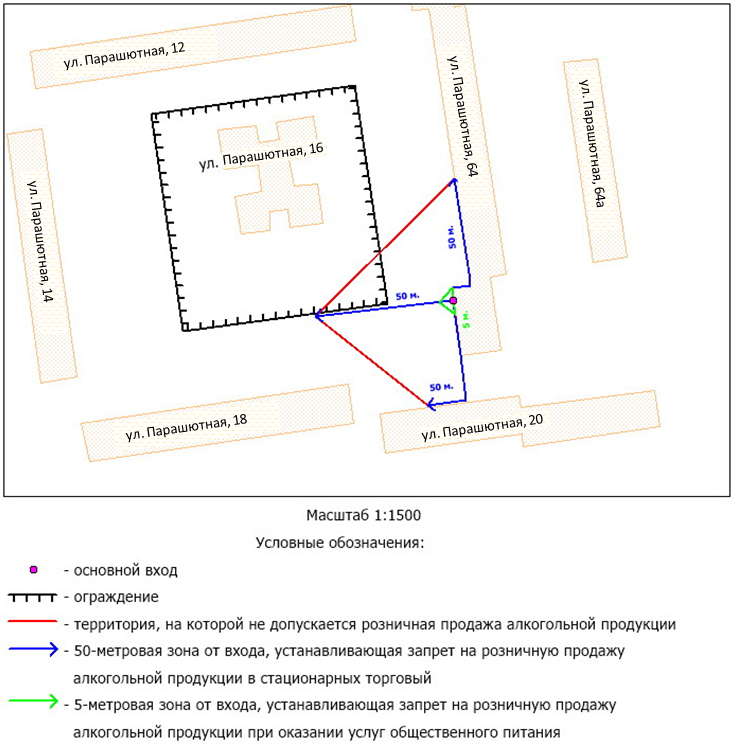 ул. Парашютная, 12
ул. Парашютная, 64
ул. Парашютная, 64а
ул. Парашютная, 16
ул. Парашютная, 14
50 м.
50 м.
5 м.
50 м.
ул. Парашютная, 18
ул. Парашютная, 20
Масштаб 1:1500
Условные обозначения:
- основной вход
- ограждение
- территория, на которой не допускается розничная продажа алкогольной продукции
- 50-метровая зона от входа, устанавливающая запрет на розничную продажу
алкогольной продукции в стационарных торговый
- 5-метровая зона от входа, устанавливающая запрет на розничную продажу
алкогольной продукции при оказании услуг общественного питания